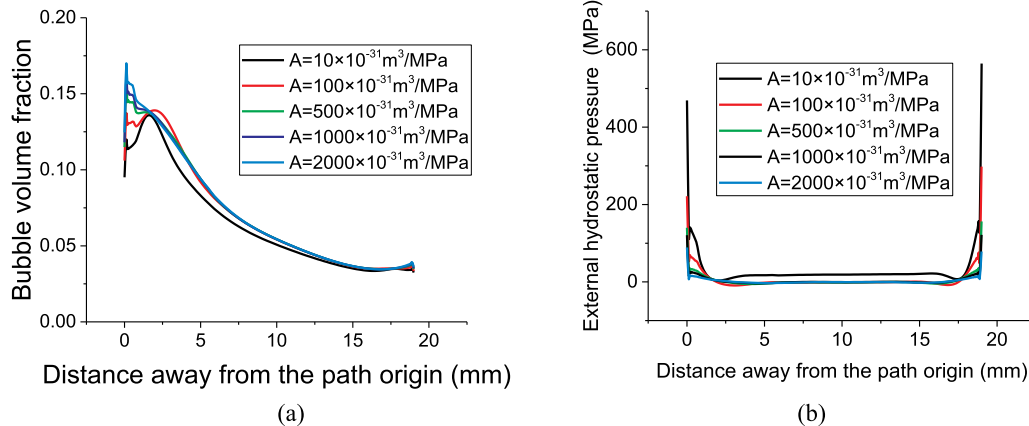 0.20
0.15
0.10
0.05
0.00
Bubble volume fraction
A=10×10⁻³¹m³/MPa
A=100×10⁻³¹m³/MPa
A=500×10⁻³¹m³/MPa
A=1000×10⁻³¹m³/MPa
A=2000×10⁻³¹m³/MPa
0 5 10 15 20
Distance away from the path origin (mm)
(a)
600
400
200
0
External hydrostatic pressure (MPa)
A=10×10⁻³¹m³/MPa
A=100×10⁻³¹m³/MPa
A=500×10⁻³¹m³/MPa
A=1000×10⁻³¹m³/MPa
A=2000×10⁻³¹m³/MPa
0 5 10 15 20
Distance away from the path origin (mm)
(b)